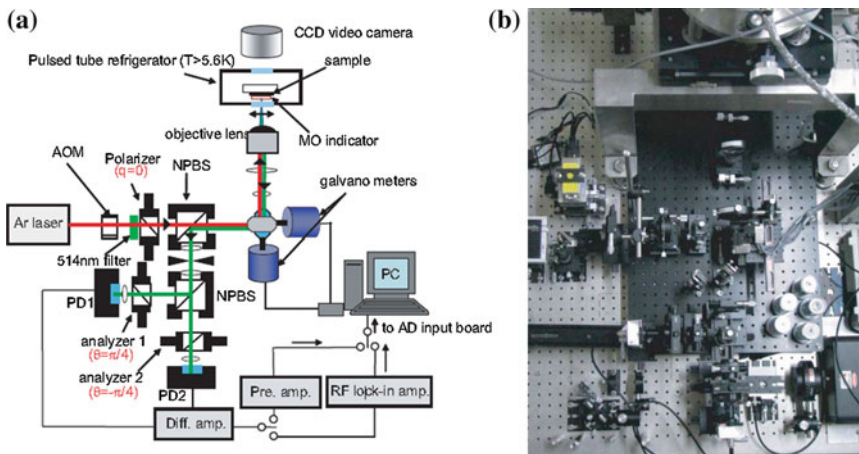 (a)
(b)
CCD video camera
Pulsed tube refrigerator (T>5.6K)
sample
objective lens
MO indicator
AOM
Polarizer
(q=0)
NPBS
galvano meters
Ar laser
514nm filter
PC
PD1
NPBS
to AD input board
analyzer 1
(θ=π/4)
analyzer 2
(θ=-π/4)
PD2
Pre. amp.
RF lock-in amp.
Diff. amp.